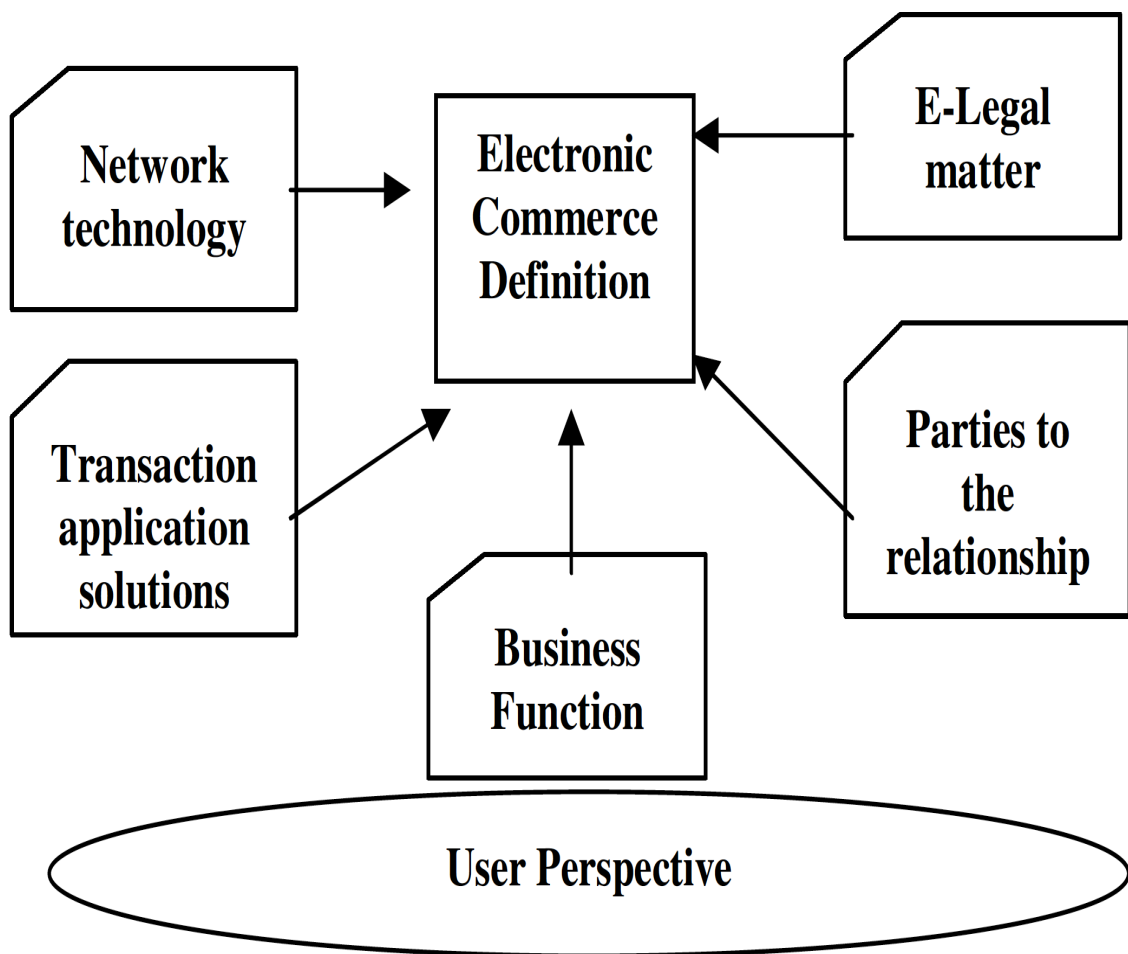 Network
technology
Electronic
Commerce
Definition
E-Legal
matter
Transaction
application
solutions
Parties to
the
relationship
Business
Function
User Perspective